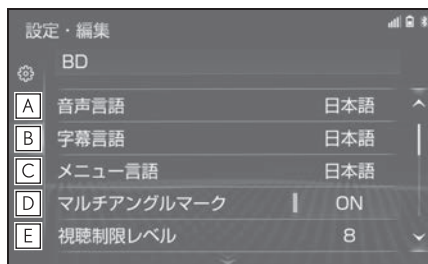 設定・編集
BD
A 音声言語 日本語
B 字幕言語 日本語
C メニュー言語 日本語
D マルチアングルマーク ON
E 視聴制限レベル 8